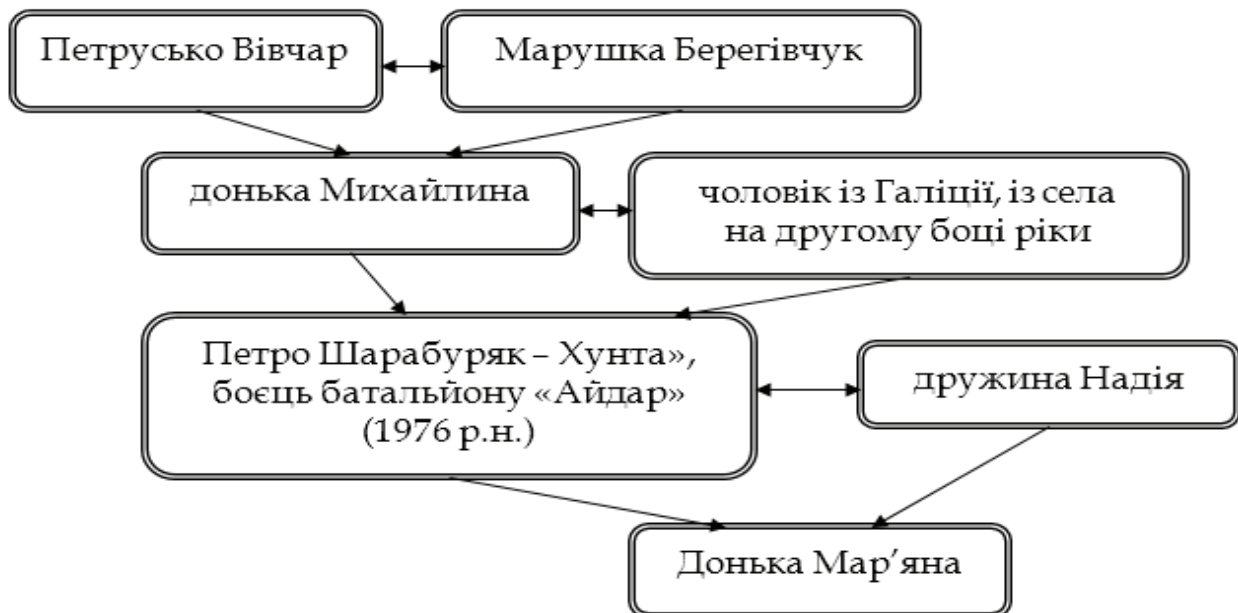 Петрусько Вівчар
Марушка Берегівчук
донька Михайлина
чоловік із Галіції, із села
на другому боці ріки
Петро Шарабуряк – Хунта»,
боєць батальйону «Айдар»
(1976 р.н.)
дружина Надія
Донька Мар’яна